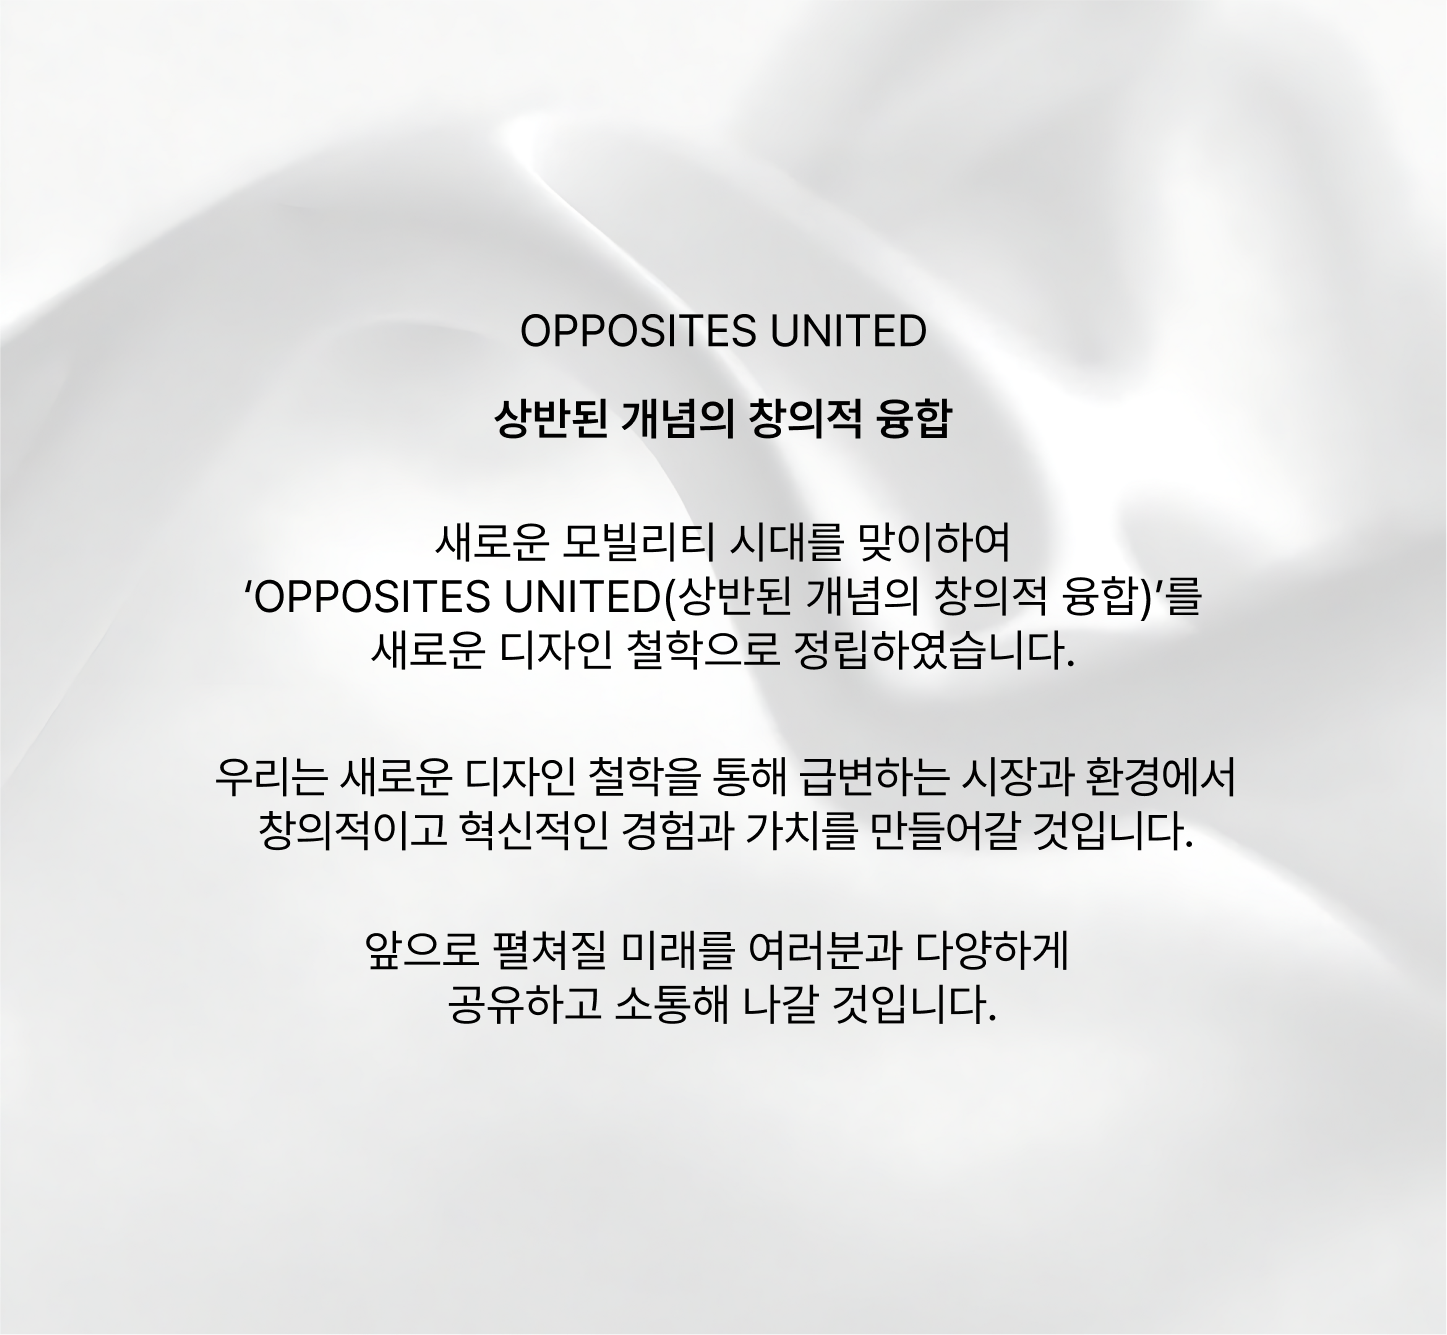 OPPOSITES UNITED
상반된 개념의 창의적 융합
새로운 모빌리티 시대를 맞이하여
‘OPPOSITES UNITED(상반된 개념의 창의적 융합)’를
새로운 디자인 철학으로 정립하였습니다.
우리는 새로운 디자인 철학을 통해 급변하는 시장과 환경에서
창의적이고 혁신적인 경험과 가치를 만들어갈 것입니다.
앞으로 펼쳐질 미래를 여러분과 다양하게
공유하고 소통해 나갈 것입니다.